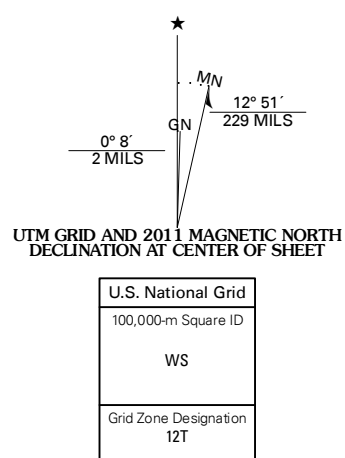 ★
MN
GN
12° 51´
229 MILS
0° 8´
2 MILS
UTM GRID AND 2011 MAGNETIC NORTH
DECLINATION AT CENTER OF SHEET
U.S. National Grid
100,000-m Square ID
WS
Grid Zone Designation
12T